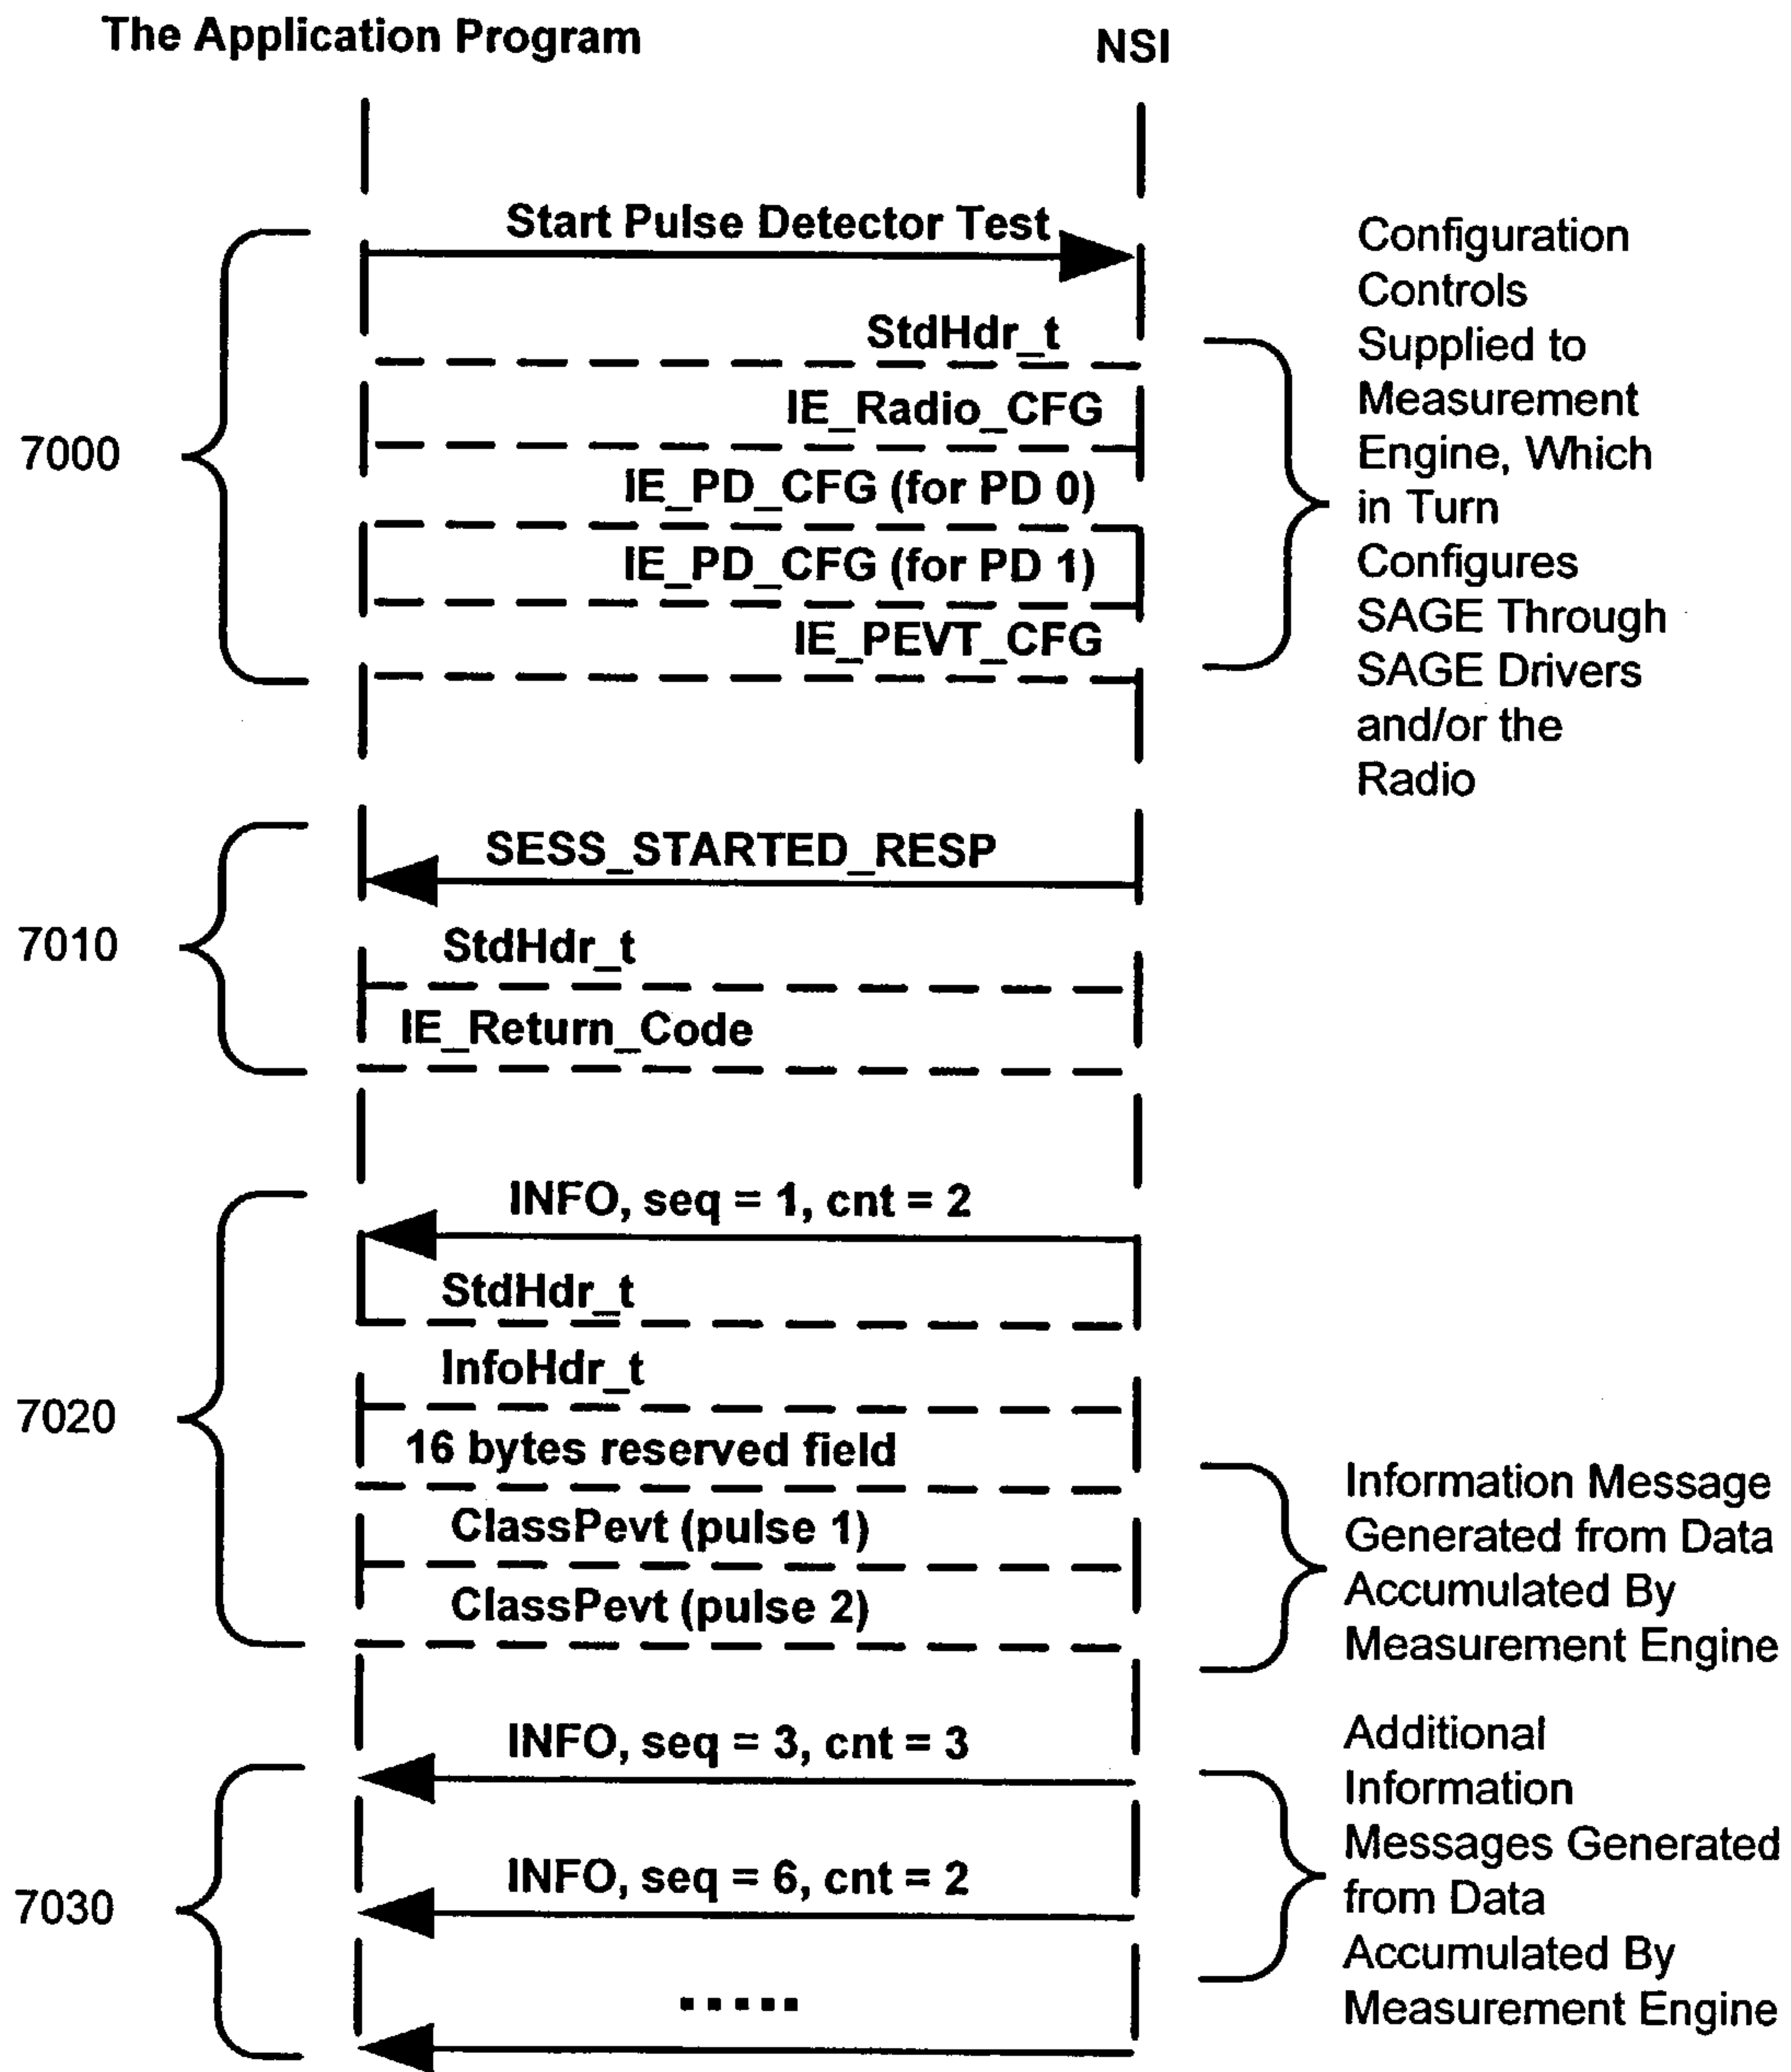 The Application Program
NSI
Start Pulse Detector Test
StdHdr_t
IE_Radio_CFG
7000
IE_PD_CFG (for PD 0)
IE_PD_CFG (for PD 1)
IE_PEVT_CFG
Configuration
Controls
Supplied to
Measurement
Engine, Which
in Turn
Configures
SAGE Through
SAGE Drivers
and/or the
Radio
SESS_STARTED_RESP
7010
StdHdr_t
IE_Return_Code
INFO, seq = 1, cnt = 2
StdHdr_t
InfoHdr_t
7020
16 bytes reserved field
ClassPevt (pulse 1)
ClassPevt (pulse 2)
Information Message
Generated from Data
Accumulated By
Measurement Engine
INFO, seq = 3, cnt = 3
INFO, seq = 6, cnt = 2
7030
.....
Additional
Information
Messages Generated
from Data
Accumulated By
Measurement Engine